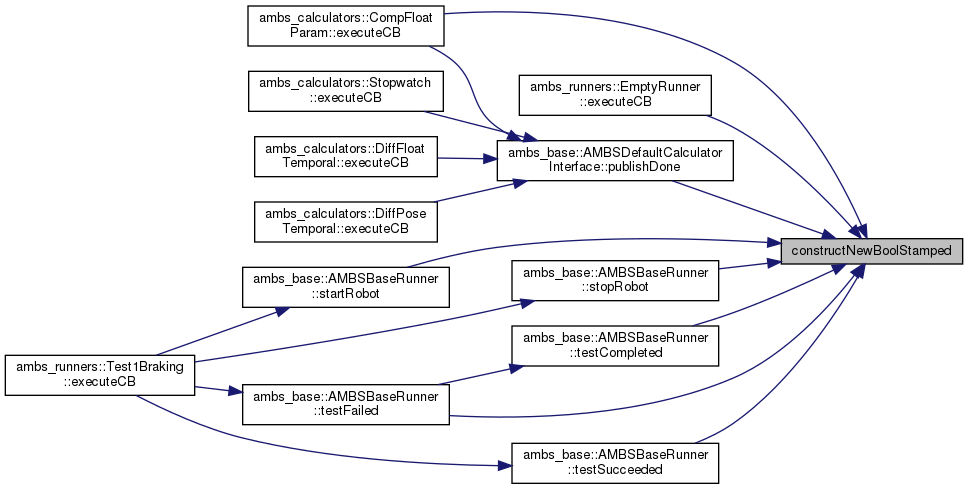 ambs_calculators::CompFloat
Param::executeCB
ambs_calculators::Stopwatch
::executeCB
ambs_runners::EmptyRunner
::executeCB
ambs_calculators::DiffFloat
Temporal::executeCB
ambs_base::AMBSDefaultCalculator
Interface::publishDone
ambs_calculators::DiffPose
Temporal::executeCB
constructNewBoolStamped
ambs_base::AMBSBaseRunner
::startRobot
ambs_base::AMBSBaseRunner
::stopRobot
ambs_base::AMBSBaseRunner
::testCompleted
ambs_runners::Test1Braking
::executeCB
ambs_base::AMBSBaseRunner
::testFailed
ambs_base::AMBSBaseRunner
::testSucceeded